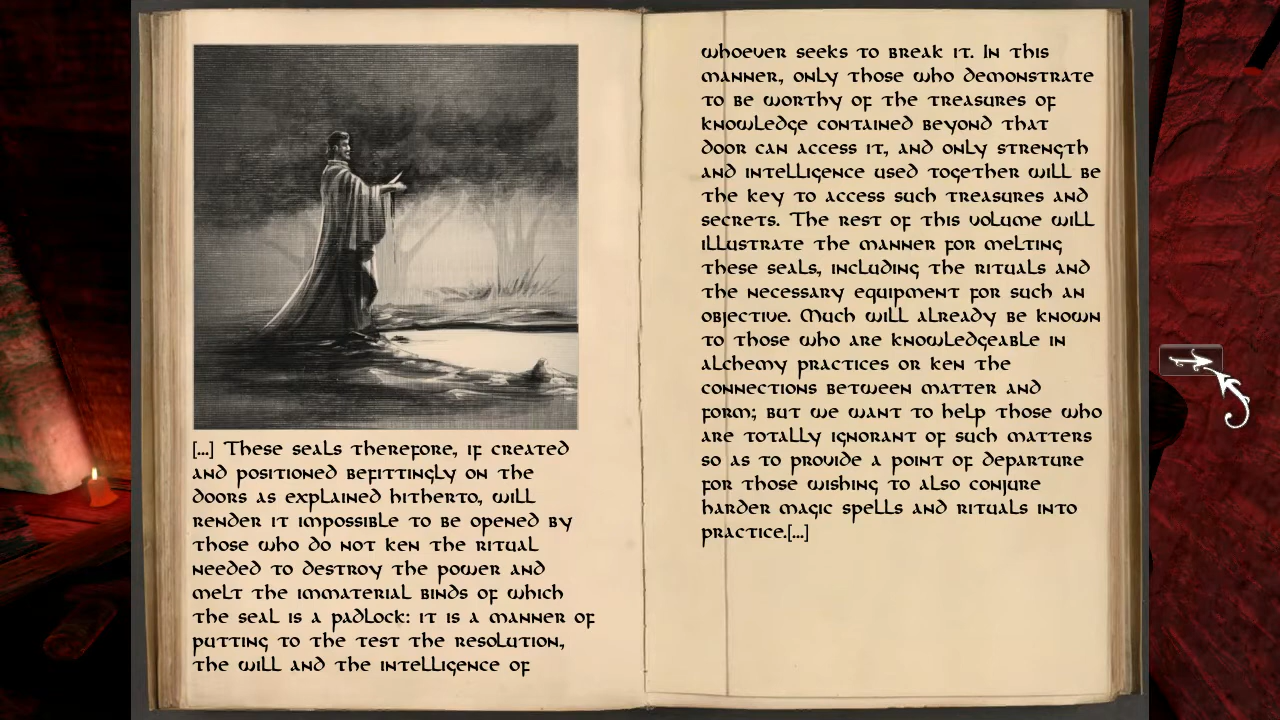 [...] These seals therefore, if created
and positioned befittingly on the
doors as explained hitherto, will
render it impossible to be opened by
those who do not ken the ritual
needed to destroy the power and
melt the immaterial binds of which
the seal is a padlock: it is a manner of
putting to the test the resolution,
the will and the intelligence of
whoever seeks to break it. In this
manner, only those who demonstrate
to be worthy of the treasures of
knowledge contained beyond that
door can access it, and only strength
and intelligence used together will be
the key to access such treasures and
secrets. The rest of this volume will
illustrate the manner for melting
these seals, including the rituals and
the necessary equipment for such an
objective. Much will already be known
to those who are knowledgeable in
alchemy practices or ken the
connections between matter and
form; but we want to help those who
are totally ignorant of such matters
so as to provide a point of departure
for those wishing to also conjure
harder magic spells and rituals into
practice.[...]